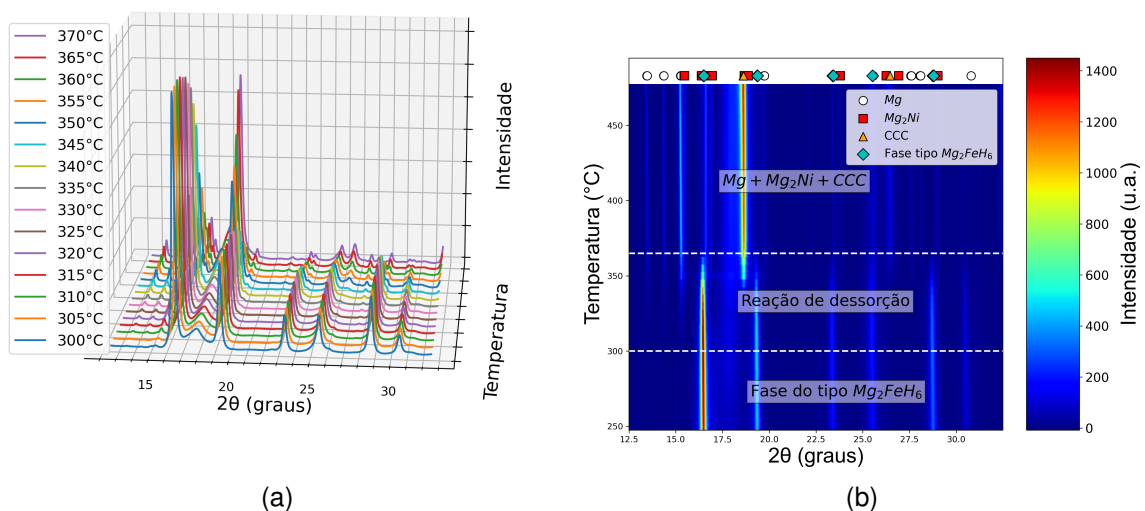 370°C
365°C
360°C
355°C
350°C
345°C
340°C
335°C
330°C
325°C
320°C
315°C
310°C
305°C
300°C
Intensidade
Temperatura
15
20
25
30
2θ (graus)
(a)
Mg
Mg₂Ni
CCC
Fase tipo Mg₂FeH₆
Mg + Mg₂Ni + CCC
Reação de dessorção
Fase do tipo Mg₂FeH₆
Temperatura (°C)
450
400
350
300
250
12.5 15.0 17.5 20.0 22.5 25.0 27.5 30.0
2θ (graus)
1400
1200
1000
800
600
400
200
0
Intensidade (u.a.)
(b)